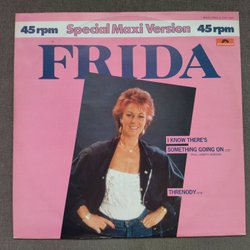 45 rpm Special Maxi Version 45 rpm
FRIDA
I KNOW THERE'S
SOMETHING GOING ON
THRENODY